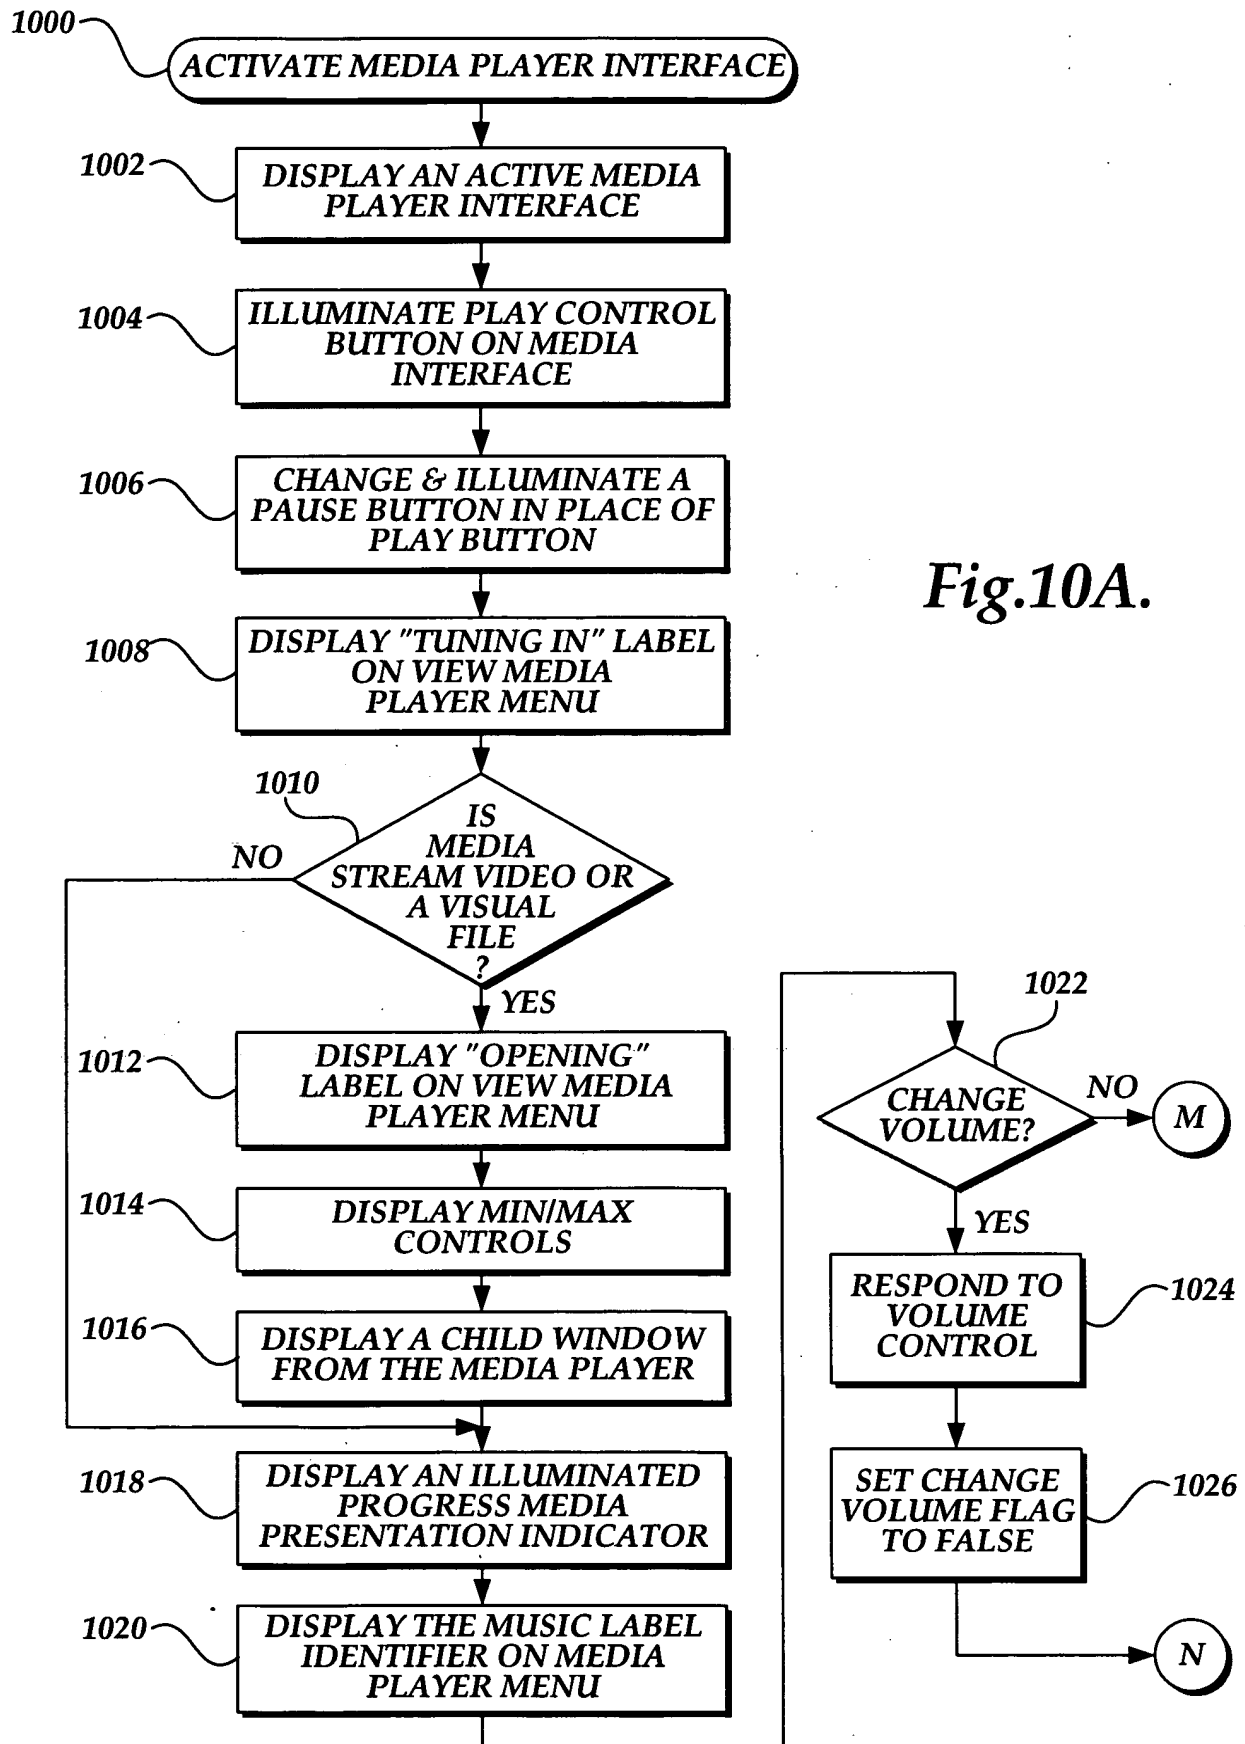 1000
ACTIVATE MEDIA PLAYER INTERFACE
1002
DISPLAY AN ACTIVE MEDIA
PLAYER INTERFACE
1004
ILLUMINATE PLAY CONTROL
BUTTON ON MEDIA
INTERFACE
1006
CHANGE & ILLUMINATE A
PAUSE BUTTON IN PLACE OF
PLAY BUTTON
Fig.10A.
1008
DISPLAY "TUNING IN" LABEL
ON VIEW MEDIA
PLAYER MENU
1010
IS
MEDIA
STREAM VIDEO OR
A VISUAL
FILE
?
NO
YES
1012
DISPLAY "OPENING"
LABEL ON VIEW MEDIA
PLAYER MENU
1014
DISPLAY MIN/MAX
CONTROLS
1016
DISPLAY A CHILD WINDOW
FROM THE MEDIA PLAYER
1018
DISPLAY AN ILLUMINATED
PROGRESS MEDIA
PRESENTATION INDICATOR
1020
DISPLAY THE MUSIC LABEL
IDENTIFIER ON MEDIA
PLAYER MENU
1022
CHANGE
VOLUME?
NO
M
YES
RESPOND TO
VOLUME
CONTROL
1024
SET CHANGE
VOLUME FLAG
TO FALSE
1026
N